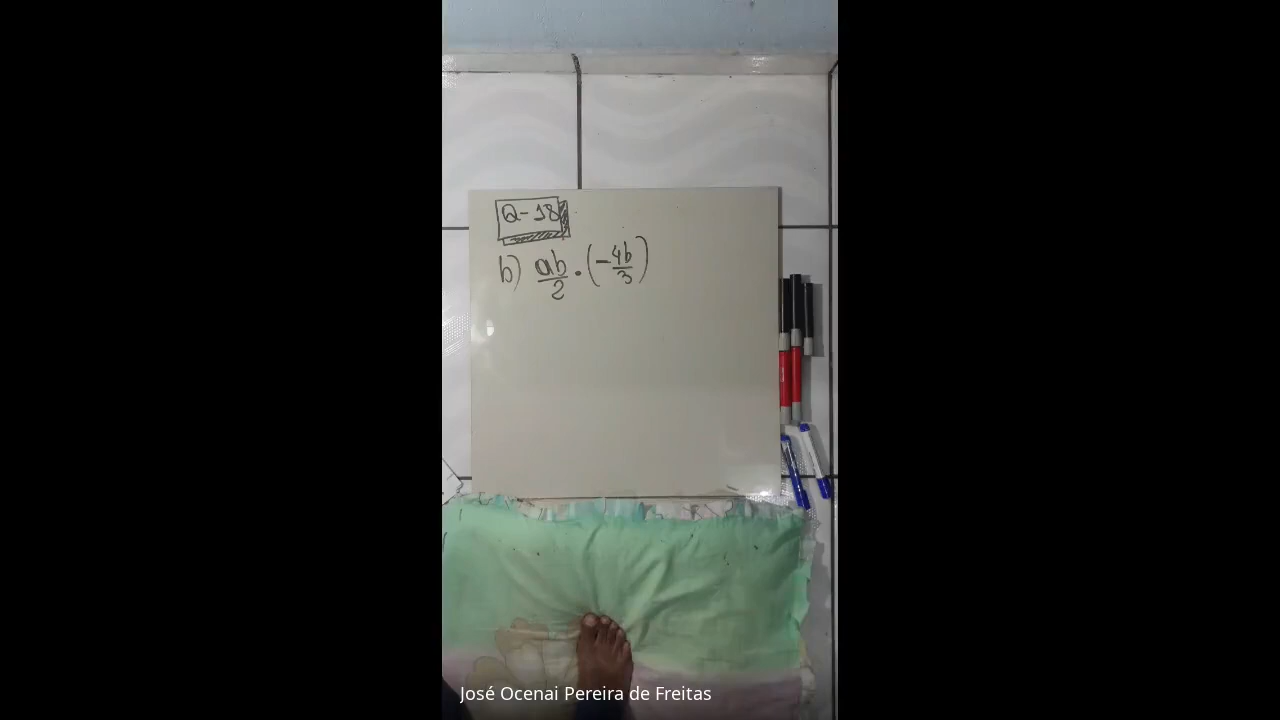 Q-18
b) ab/2 · (-4b/3)
José Ocenai Pereira de Freitas